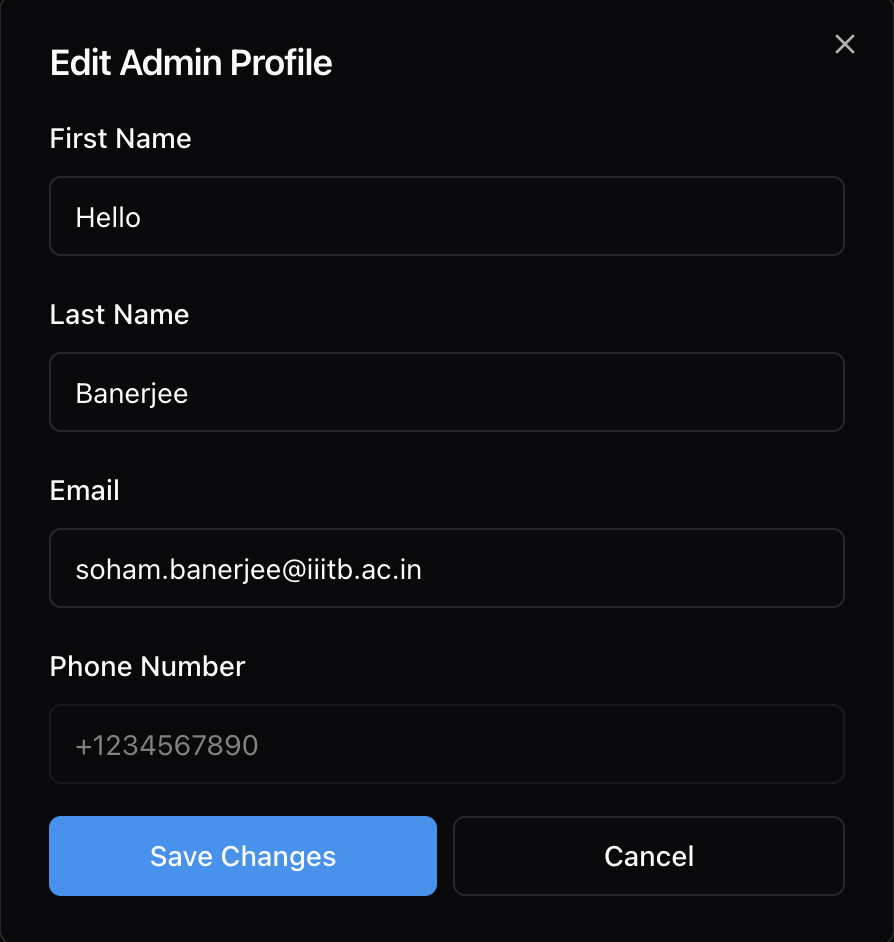 Edit Admin Profile
First Name
Hello
Last Name
Banerjee
Email
soham.banerjee@iiitb.ac.in
Phone Number
+1234567890
Save Changes
Cancel